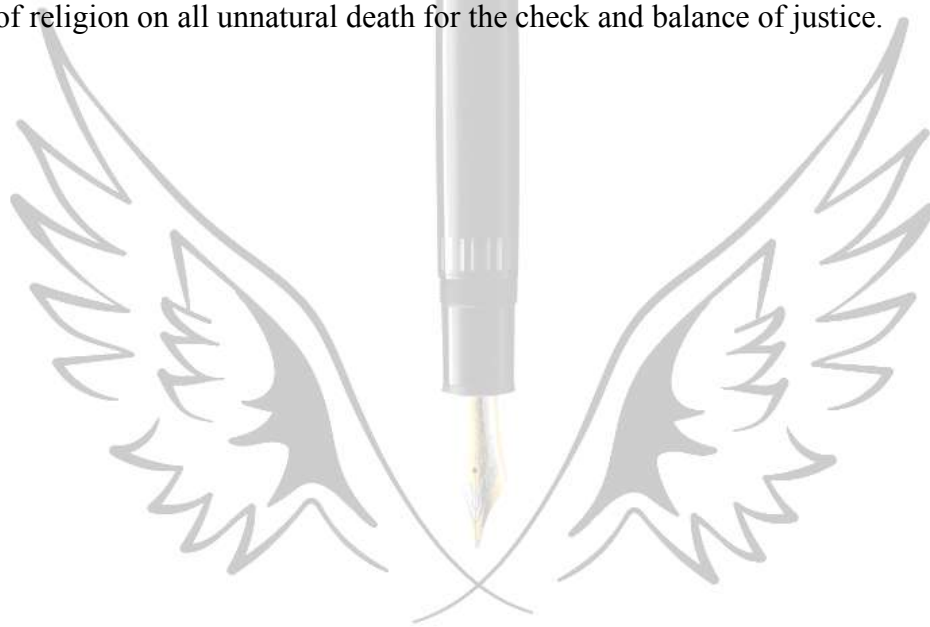 of religion on all unnatural death for the check and balance of justice.